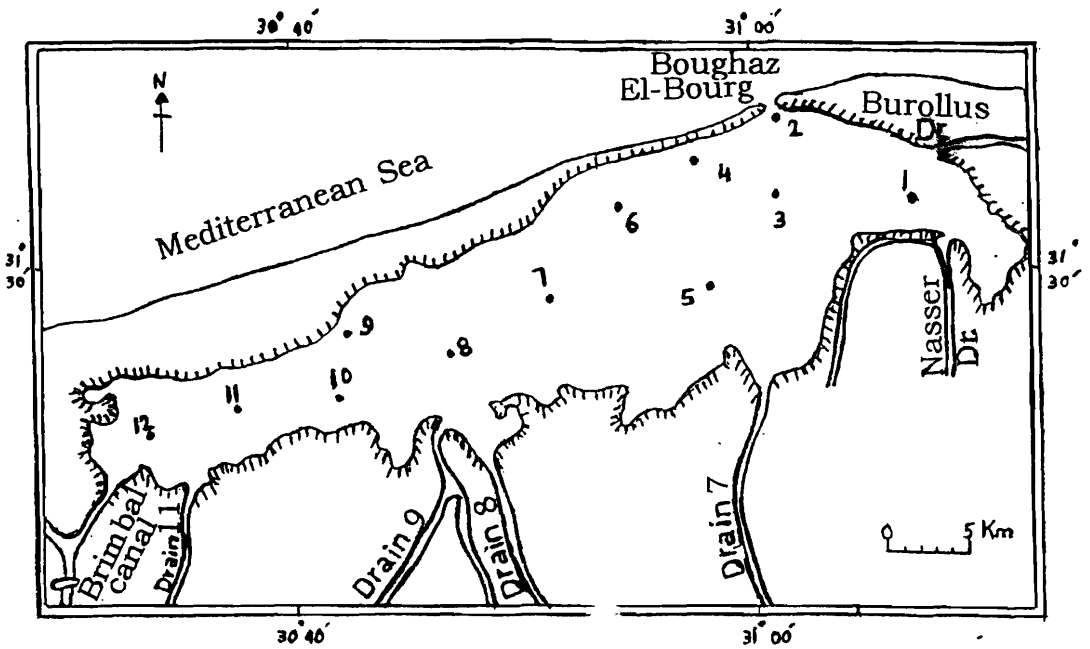 30° 40′
31° 00′
N
Boughaz
El-Bourg
Burollus
Dr.
2
Mediterranean Sea
4
1
3
6
31°
30′
31°
30′
7
5
Nasser
Dr.
9
8
10
11
12
Brimbal
canal
Drain 11
Drain 9
Drain 8
Drain 7
0
5 Km
30° 40′
31° 00′